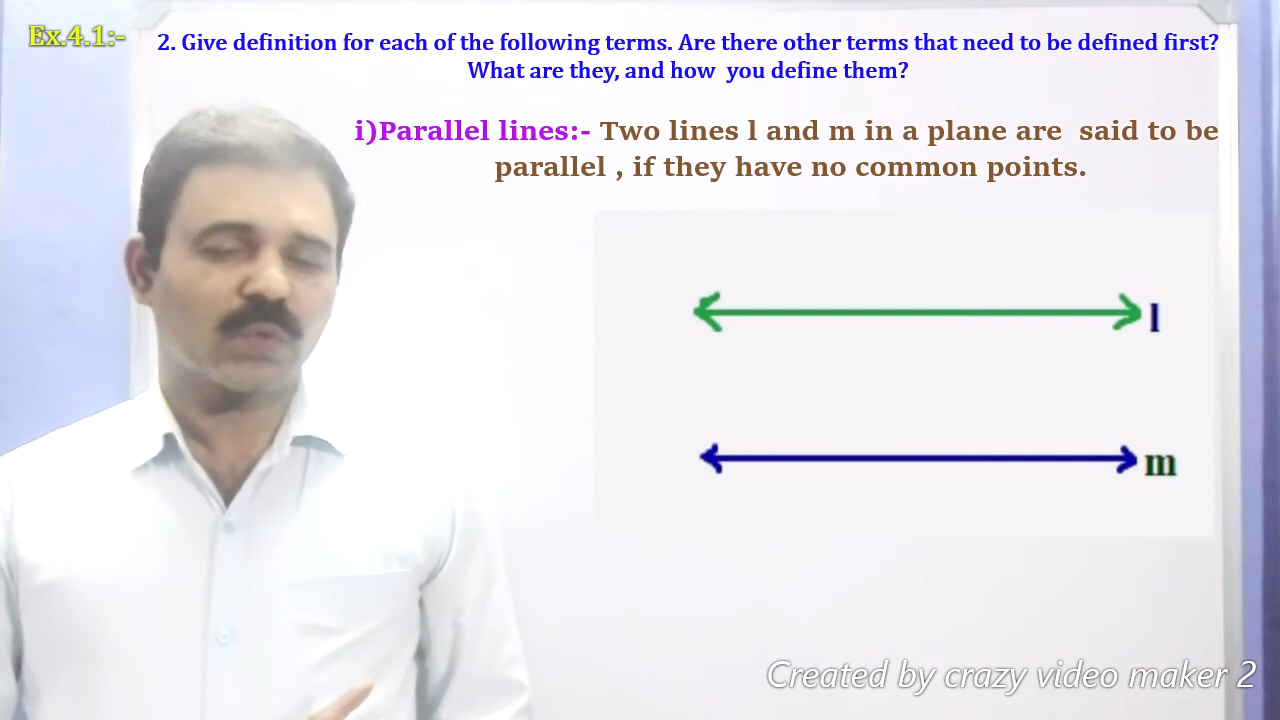 Ex.4.1:-
2. Give definition for each of the following terms. Are there other terms that need to be defined first?
What are they, and how  you define them?
i)Parallel lines:- Two lines l and m in a plane are  said to be
parallel , if they have no common points.
l
m
Created by crazy video maker 2